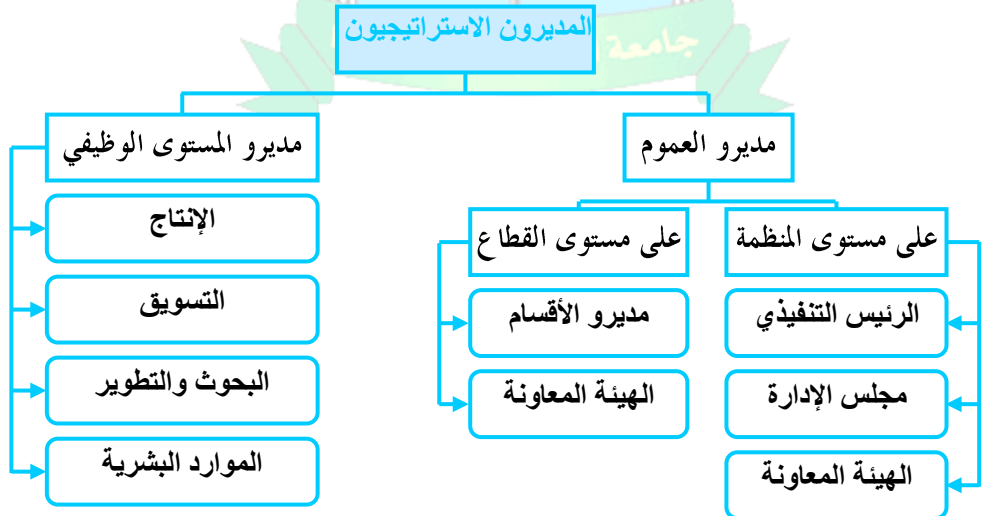 جامعة
المديرون الاستراتيجيون
مديرو العموم
مديرو المستوى الوظيفي
على مستوى المنظمة
على مستوى القطاع
الرئيس التنفيذي
مجلس الإدارة
الهيئة المعاونة
مديرو الأقسام
الهيئة المعاونة
الإنتاج
التسويق
البحوث والتطوير
الموارد البشرية